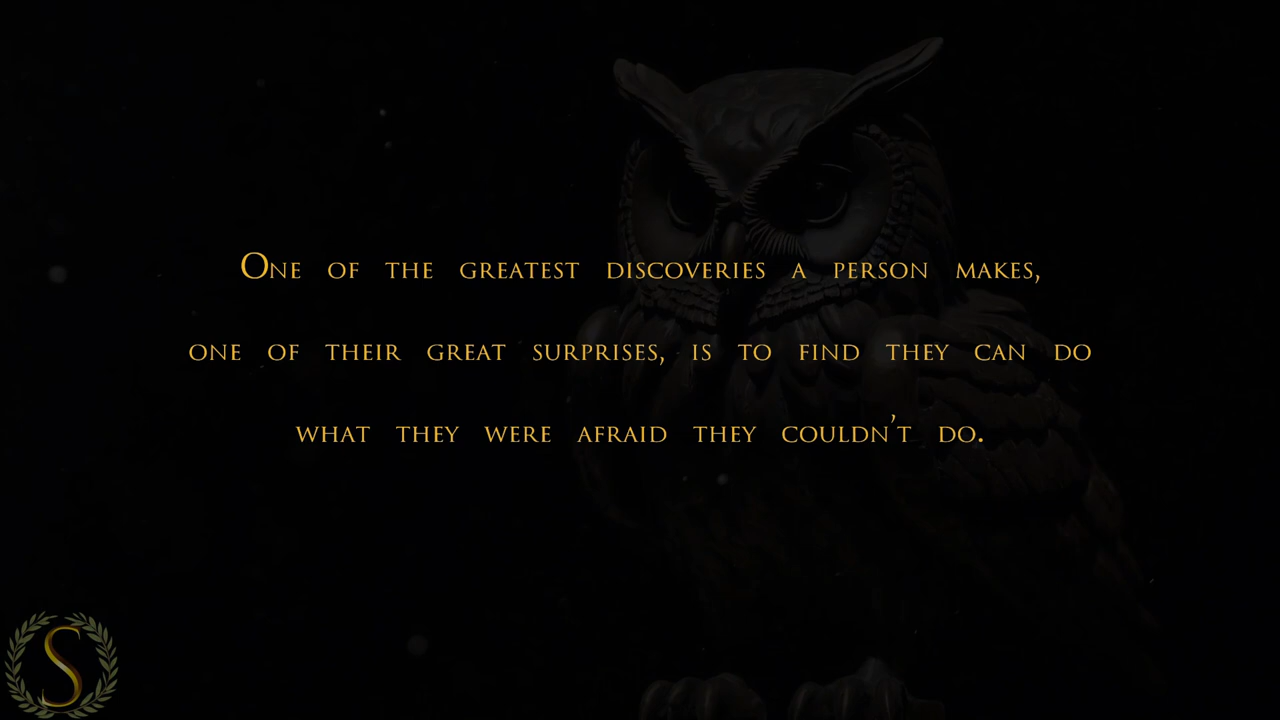 One of the greatest discoveries a person makes,
one of their great surprises, is to find they can do
what they were afraid they couldn't do.
S